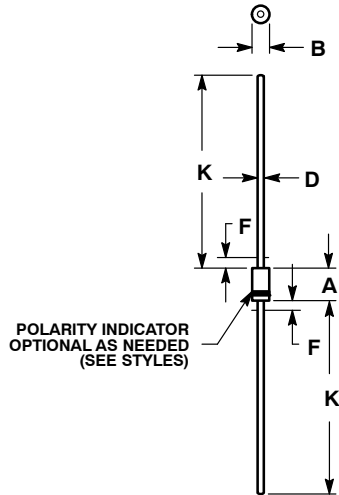 B
K
D
F
A
POLARITY INDICATOR
OPTIONAL AS NEEDED
(SEE STYLES)
F
K